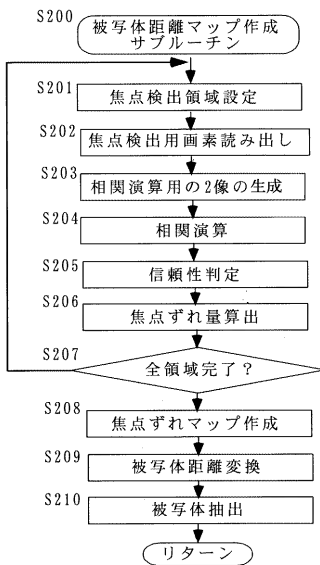 S200
被写体距離マップ作成
サブルーチン
S201
焦点検出領域設定
S202
焦点検出用画素読み出し
S203
相関演算用の2像の生成
S204
相関演算
S205
信頼性判定
S206
焦点ずれ量算出
S207
全領域完了?
S208
焦点ずれマップ作成
S209
被写体距離変換
S210
被写体抽出
リターン